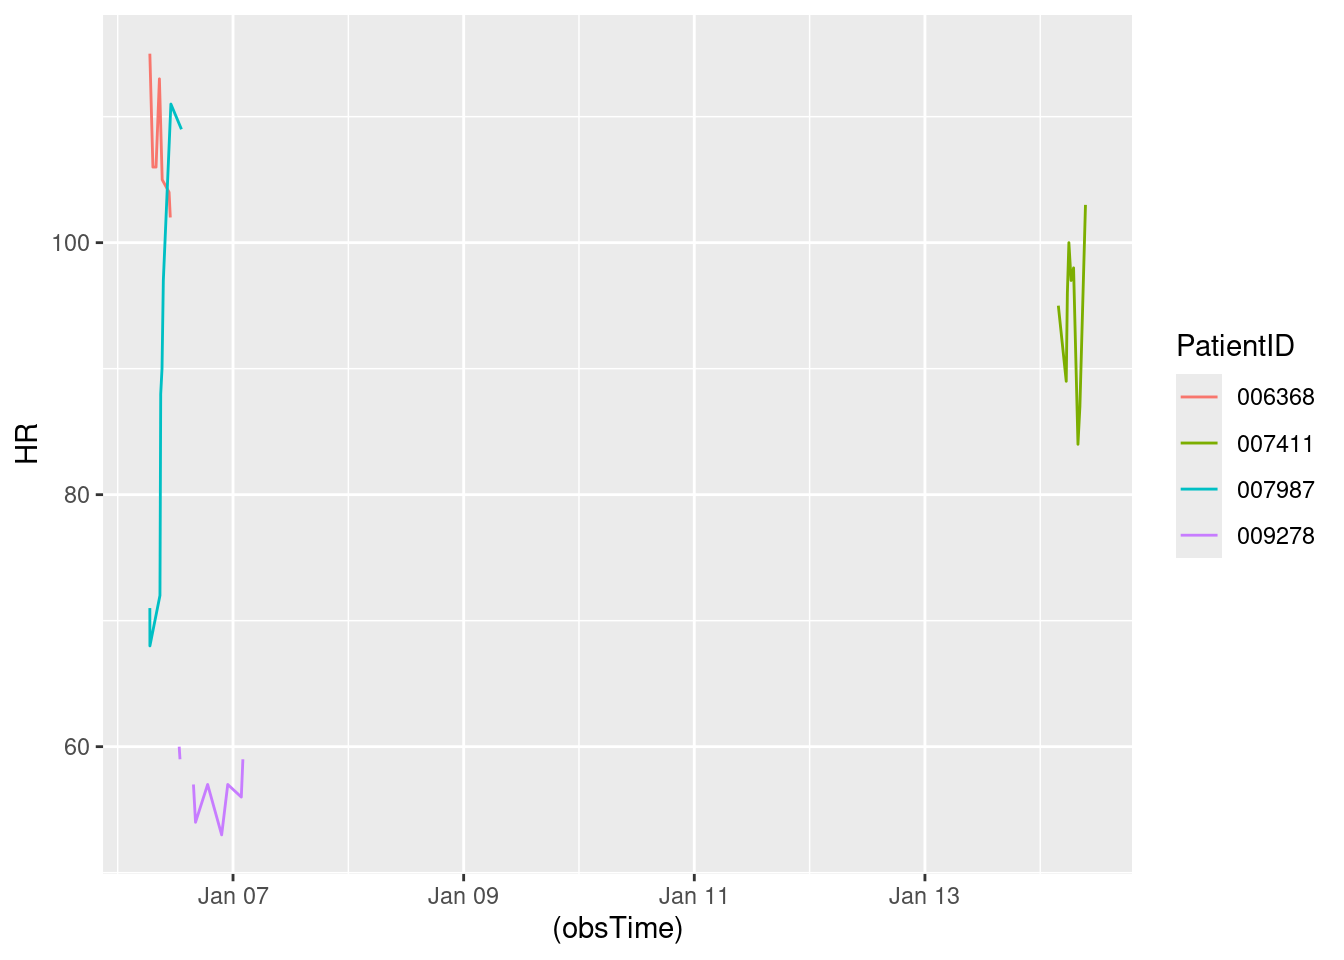 HR
100
80
60
Jan 07
Jan 09
Jan 11
Jan 13
(obsTime)
PatientID
006368
007411
007987
009278